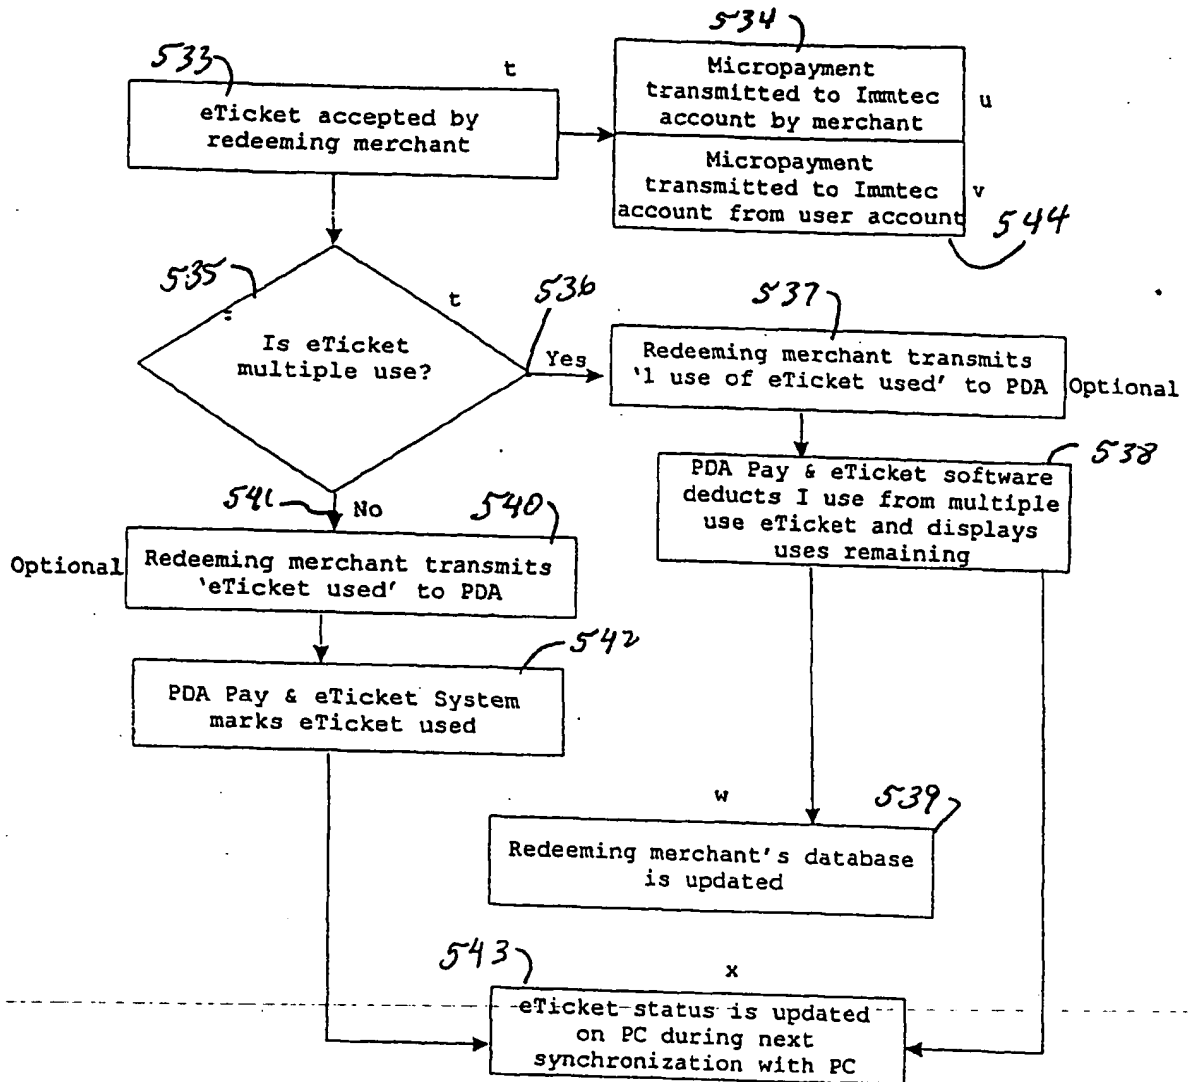 534
533
t
Micropayment
transmitted to Immtec
account by merchant
u
eTicket accepted by
redeeming merchant
Micropayment
transmitted to Immtec
account from user account
v
544
535
t
536
537
Is eTicket
multiple use?
Yes
Redeeming merchant transmits
'1 use of eTicket used' to PDA
Optional
538
PDA Pay & eTicket software
deducts I use from multiple
use eTicket and displays
uses remaining
541
No
540
Optional
Redeeming merchant transmits
'eTicket used' to PDA
542
PDA Pay & eTicket System
marks eTicket used
w
539
Redeeming merchant's database
is updated
543
x
eTicket status is updated
on PC during next
synchronization with PC